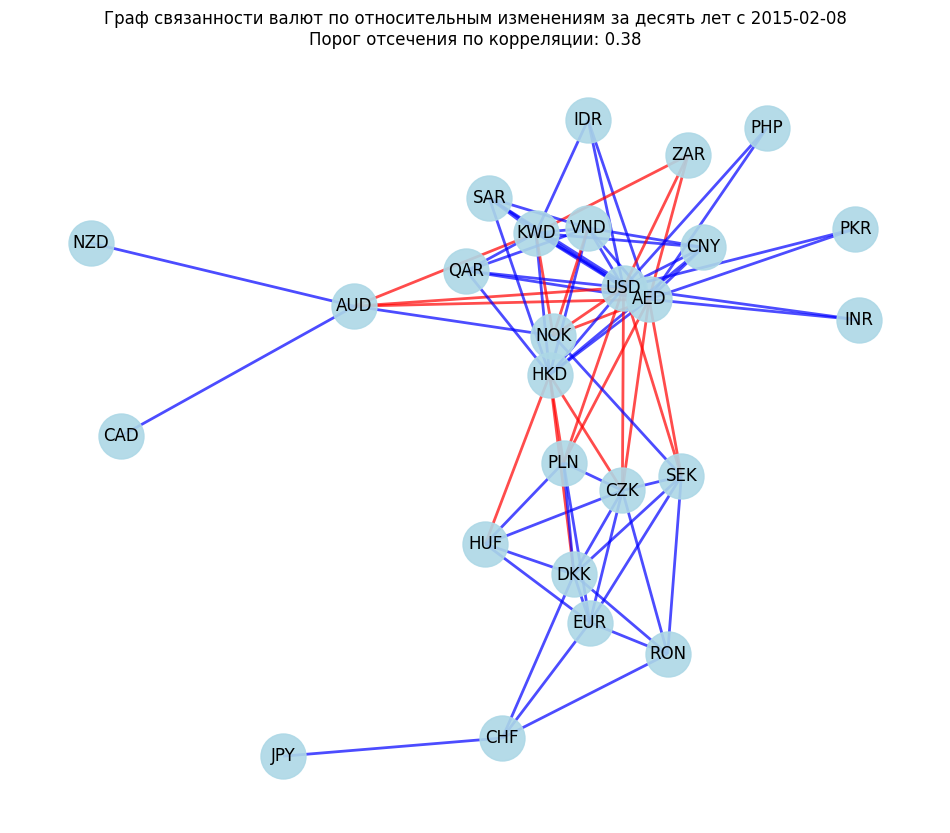 Граф связанности валют по относительным изменениям за десять лет с 2015-02-08
Порог отсечения по корреляции: 0.38
IDR
PHP
ZAR
SAR
VND
PKR
KWD
NZD
CNY
QAR
USD
AED
AUD
INR
NOK
HKD
CAD
PLN
SEK
CZK
HUF
DKK
EUR
RON
CHF
JPY